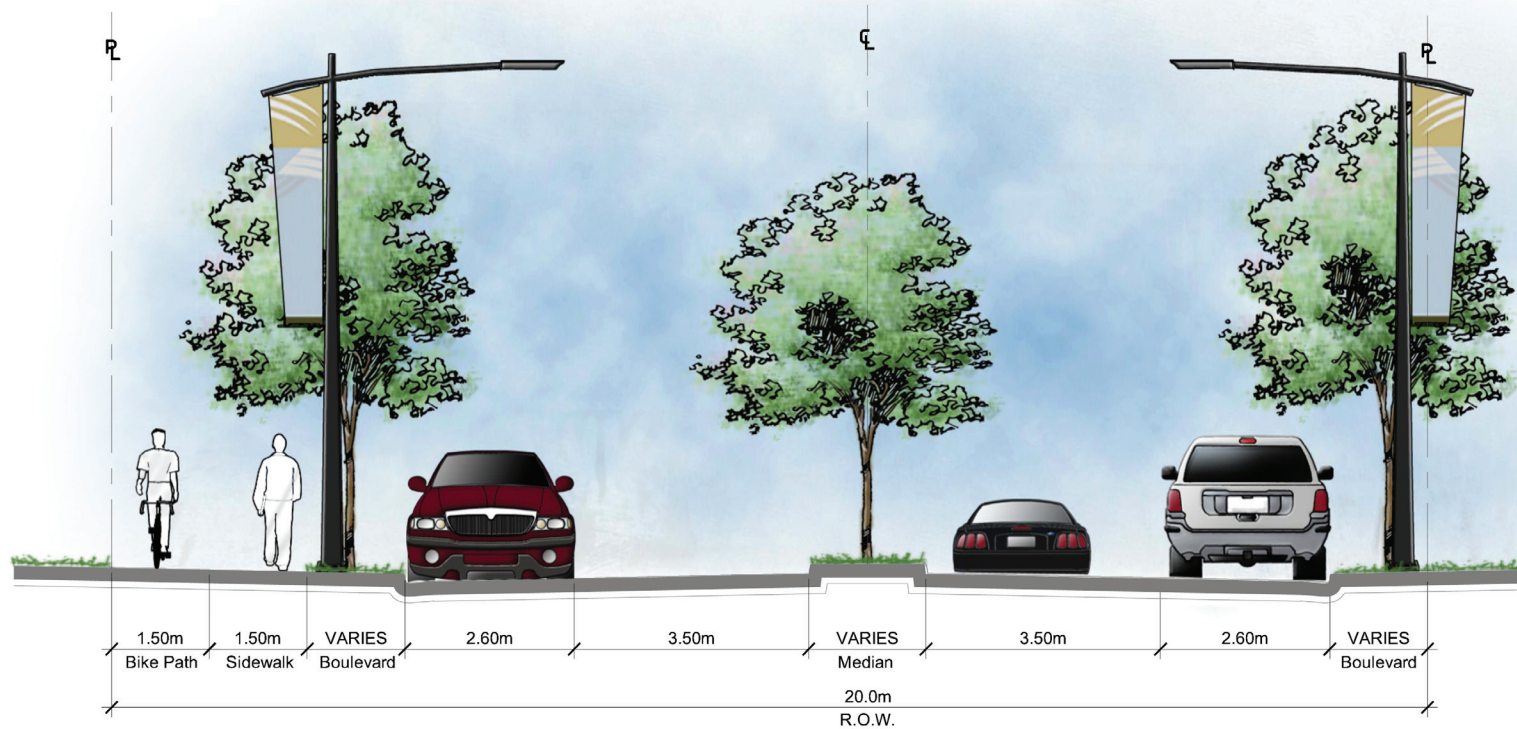 PL
CL
PL
1.50m
Bike Path
1.50m
Sidewalk
VARIES
Boulevard
2.60m
3.50m
VARIES
Median
3.50m
2.60m
VARIES
Boulevard
20.0m
R.O.W.